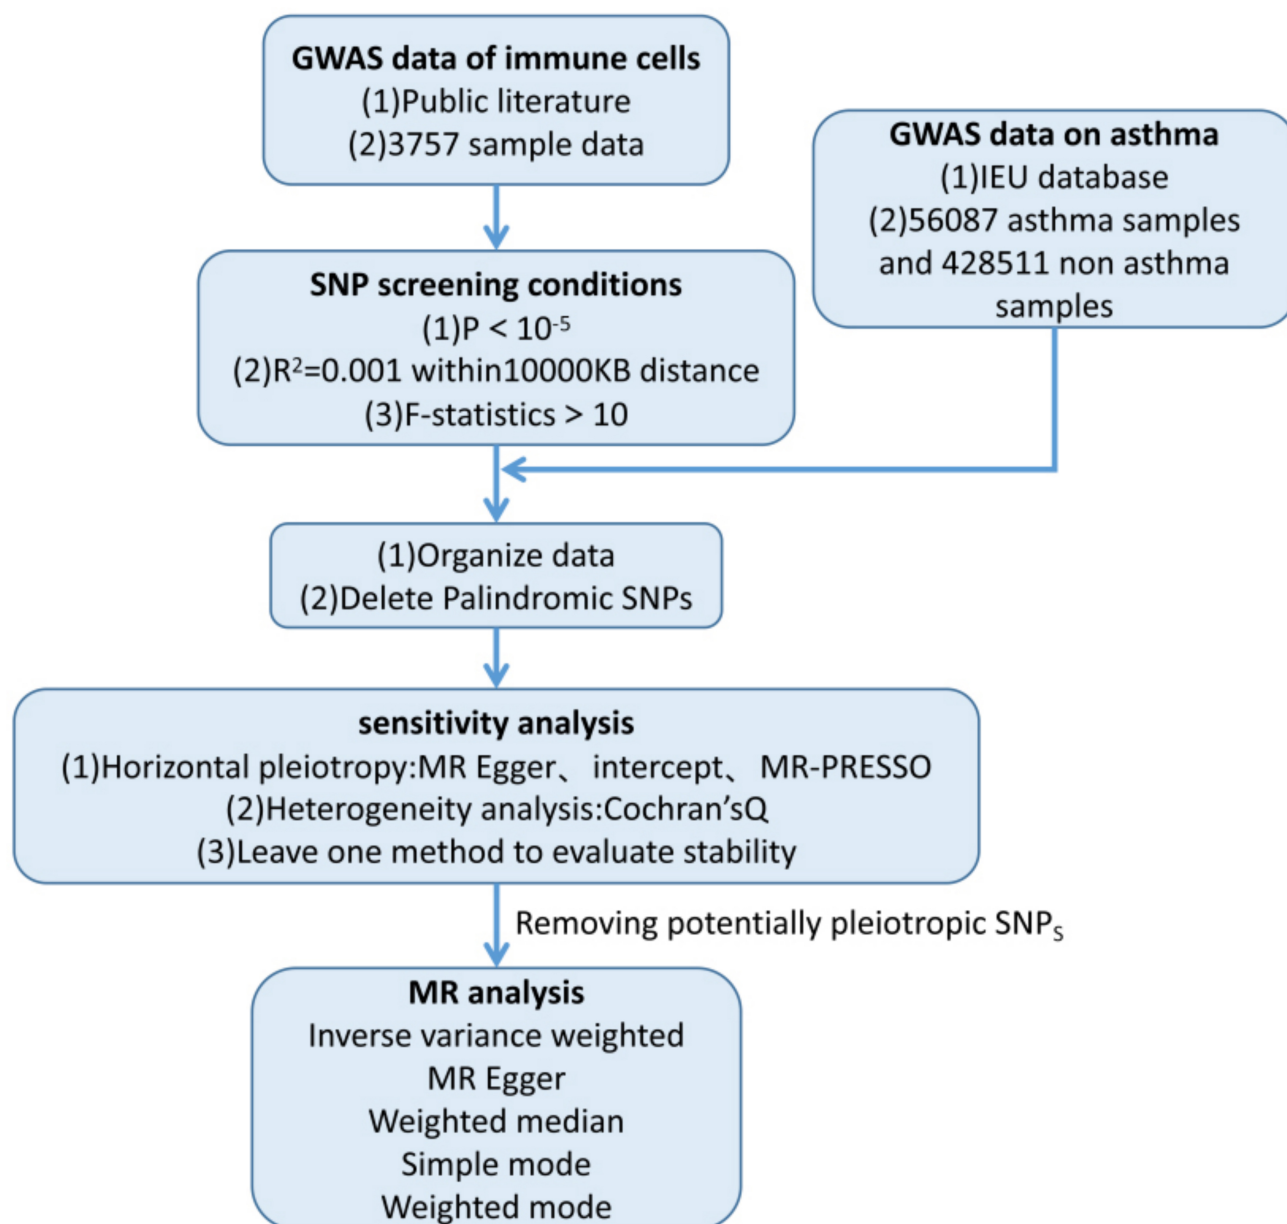 GWAS data of immune cells
(1)Public literature
(2)3757 sample data
GWAS data on asthma
(1)IEU database
(2)56087 asthma samples
and 428511 non asthma
samples
SNP screening conditions
(1)P < 10⁻⁵
(2)R²=0.001 within10000KB distance
(3)F-statistics > 10
(1)Organize data
(2)Delete Palindromic SNPs
sensitivity analysis
(1)Horizontal pleiotropy:MR Egger、intercept、MR-PRESSO
(2)Heterogeneity analysis:Cochran’sQ
(3)Leave one method to evaluate stability
Removing potentially pleiotropic SNPₛ
MR analysis
Inverse variance weighted
MR Egger
Weighted median
Simple mode
Weighted mode